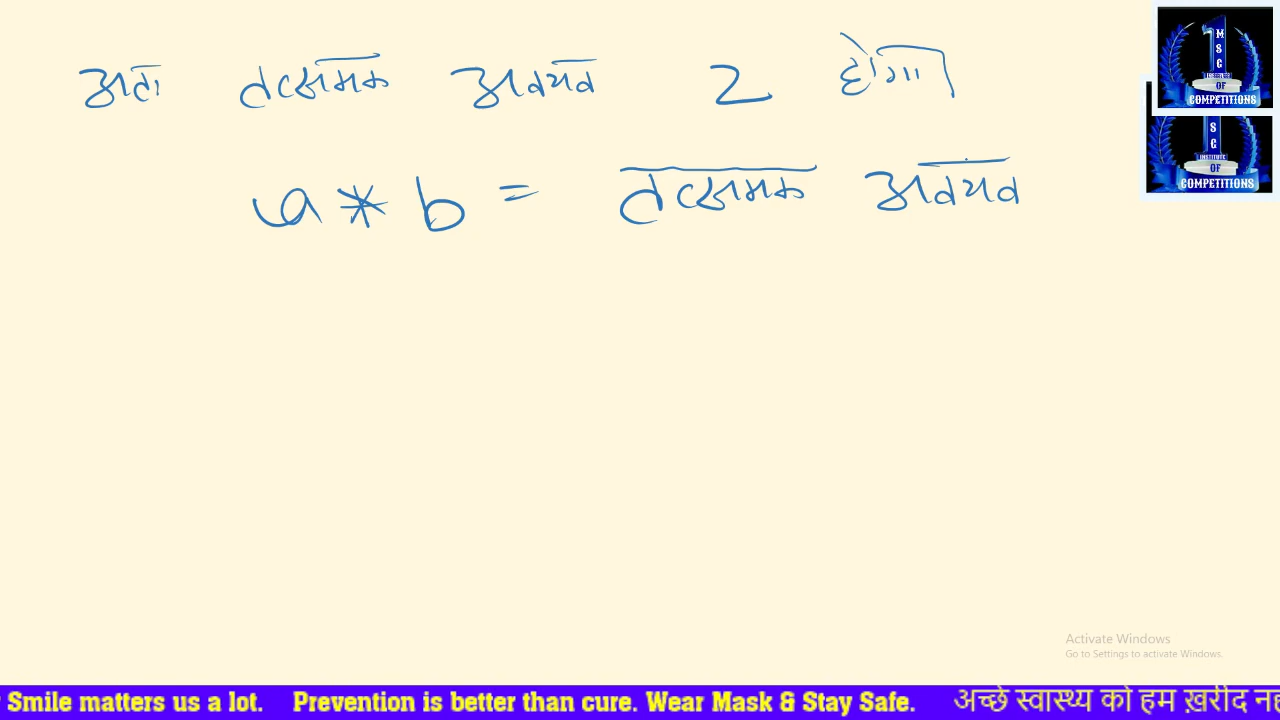 अतः तत्समक अवयव 2 होगा
a * b = तत्समक अवयव
1
MSC
INSTITUTE
OF
COMPETITIONS
S
C
INSTITUTE
OF
COMPETITIONS
Activate Windows
Go to Settings to activate Windows.
Smile matters us a lot. Prevention is better than cure. Wear Mask & Stay Safe. अच्छे स्वास्थ्य को हम ख़रीद नह